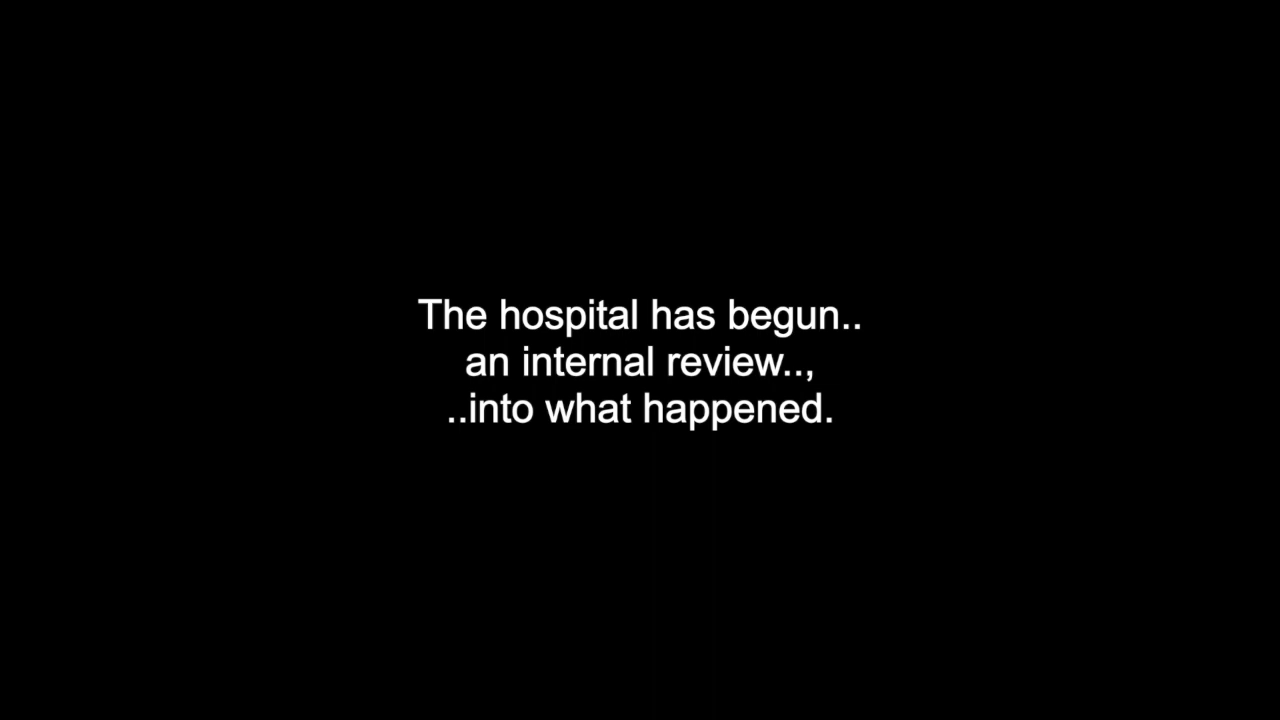 The hospital has begun..
an internal review..,
..into what happened.